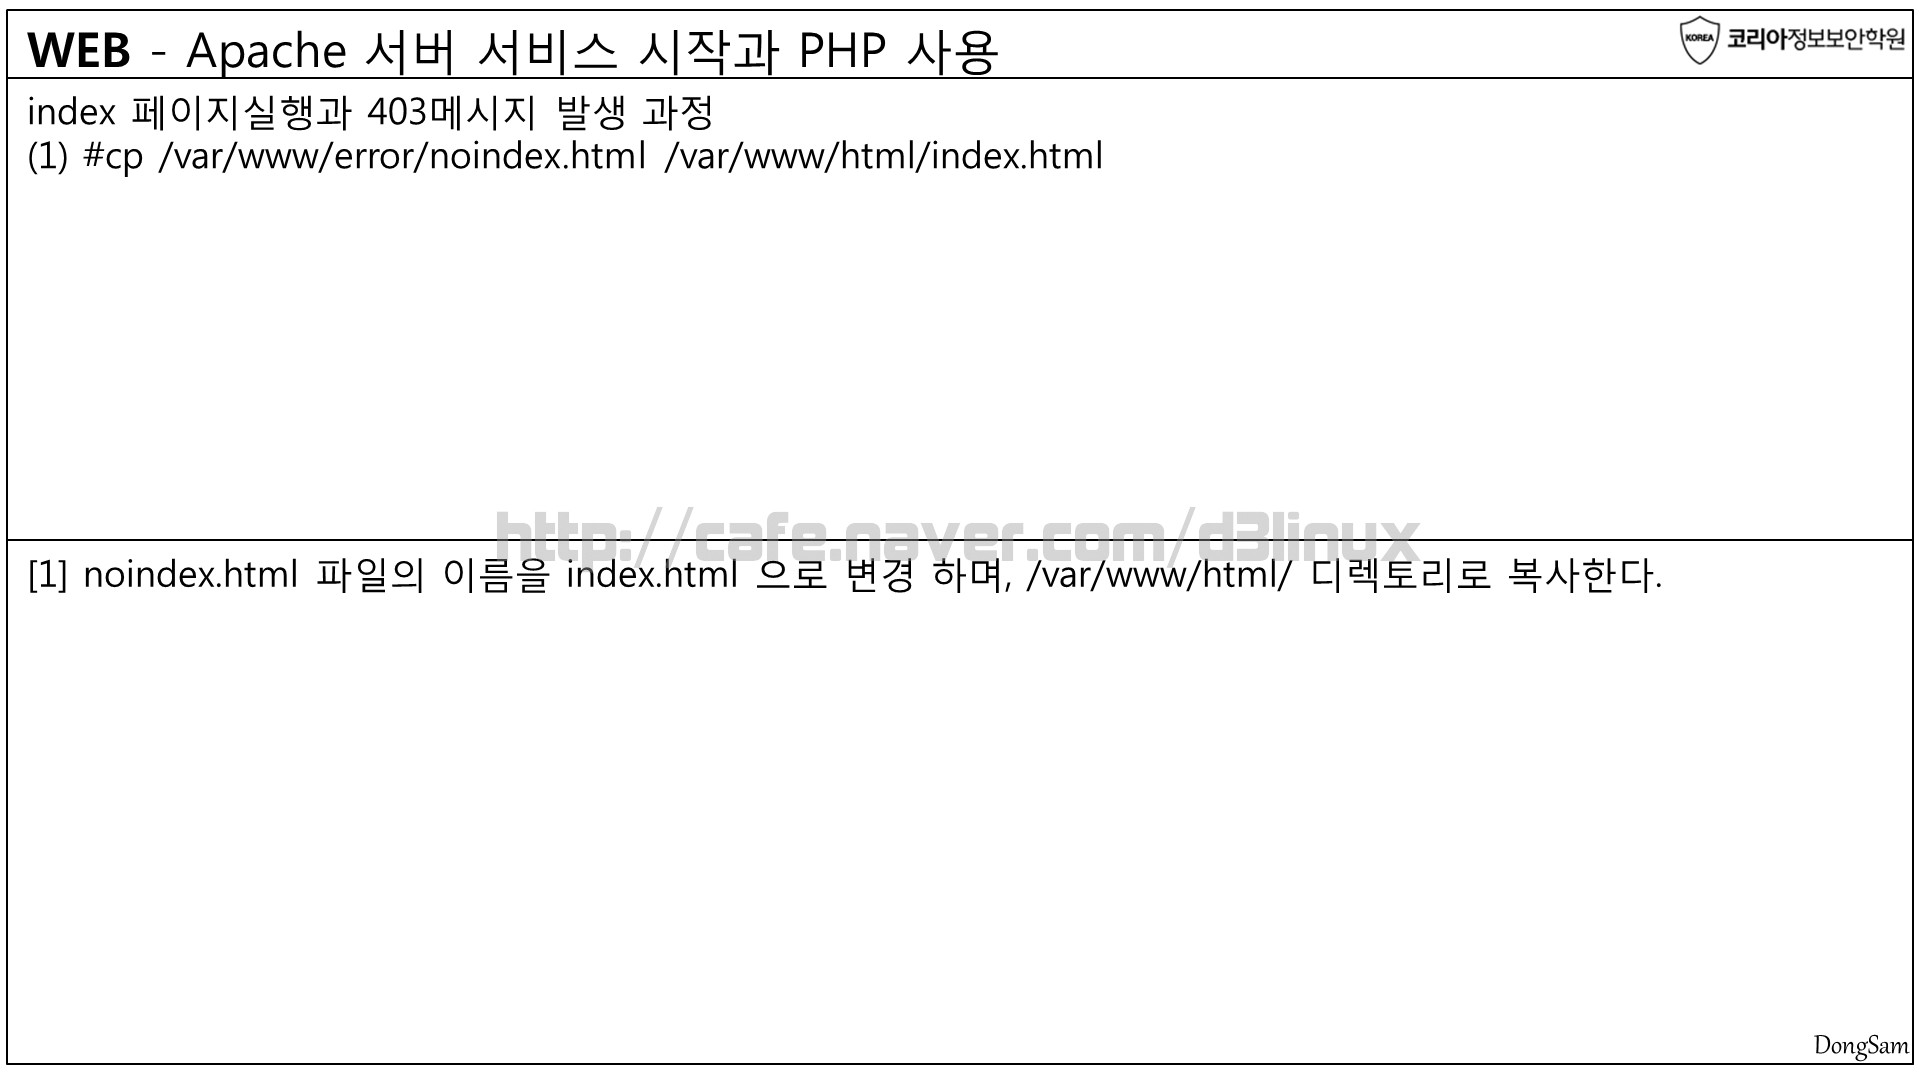 WEB - Apache 서버 서비스 시작과 PHP 사용
KOREA 코리아정보보안학원
index 페이지실행과 403메시지 발생 과정
(1) #cp /var/www/error/noindex.html /var/www/html/index.html
http://cafe.naver.com/d3linux
[1] noindex.html 파일의 이름을 index.html 으로 변경 하며, /var/www/html/ 디렉토리로 복사한다.
DongSam